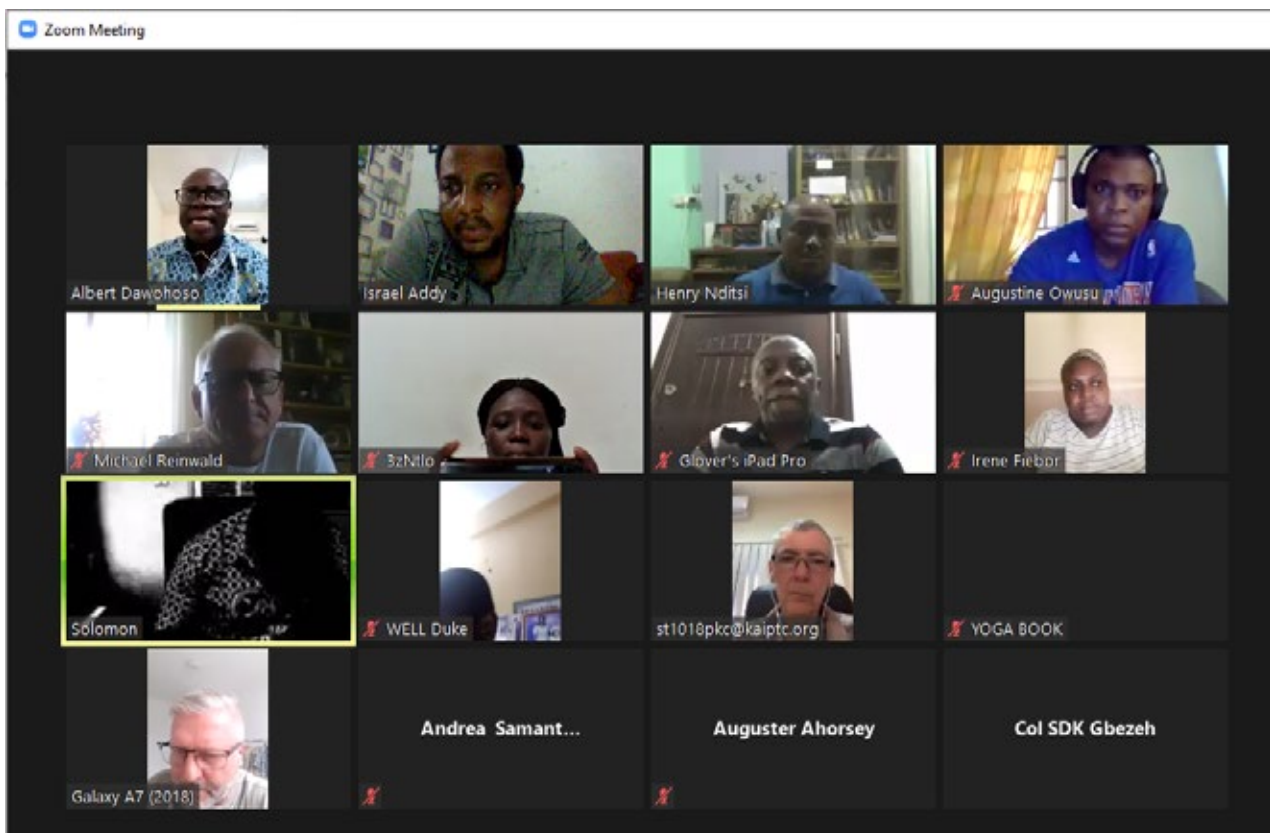 Zoom Meeting
Albert Dawohoso
Israel Addy
Henry Nditsi
Augustine Owusu
Michael Reinwald
3zNtlo
Glover's iPad Pro
Irene Fiebor
Solomon
WELL Duke
st1018pkc@kaiptc.org
YOGA BOOK
Galaxy A7 (2018)
Andrea Samant...
Auguster Ahorsey
Col SDK Gbezeh